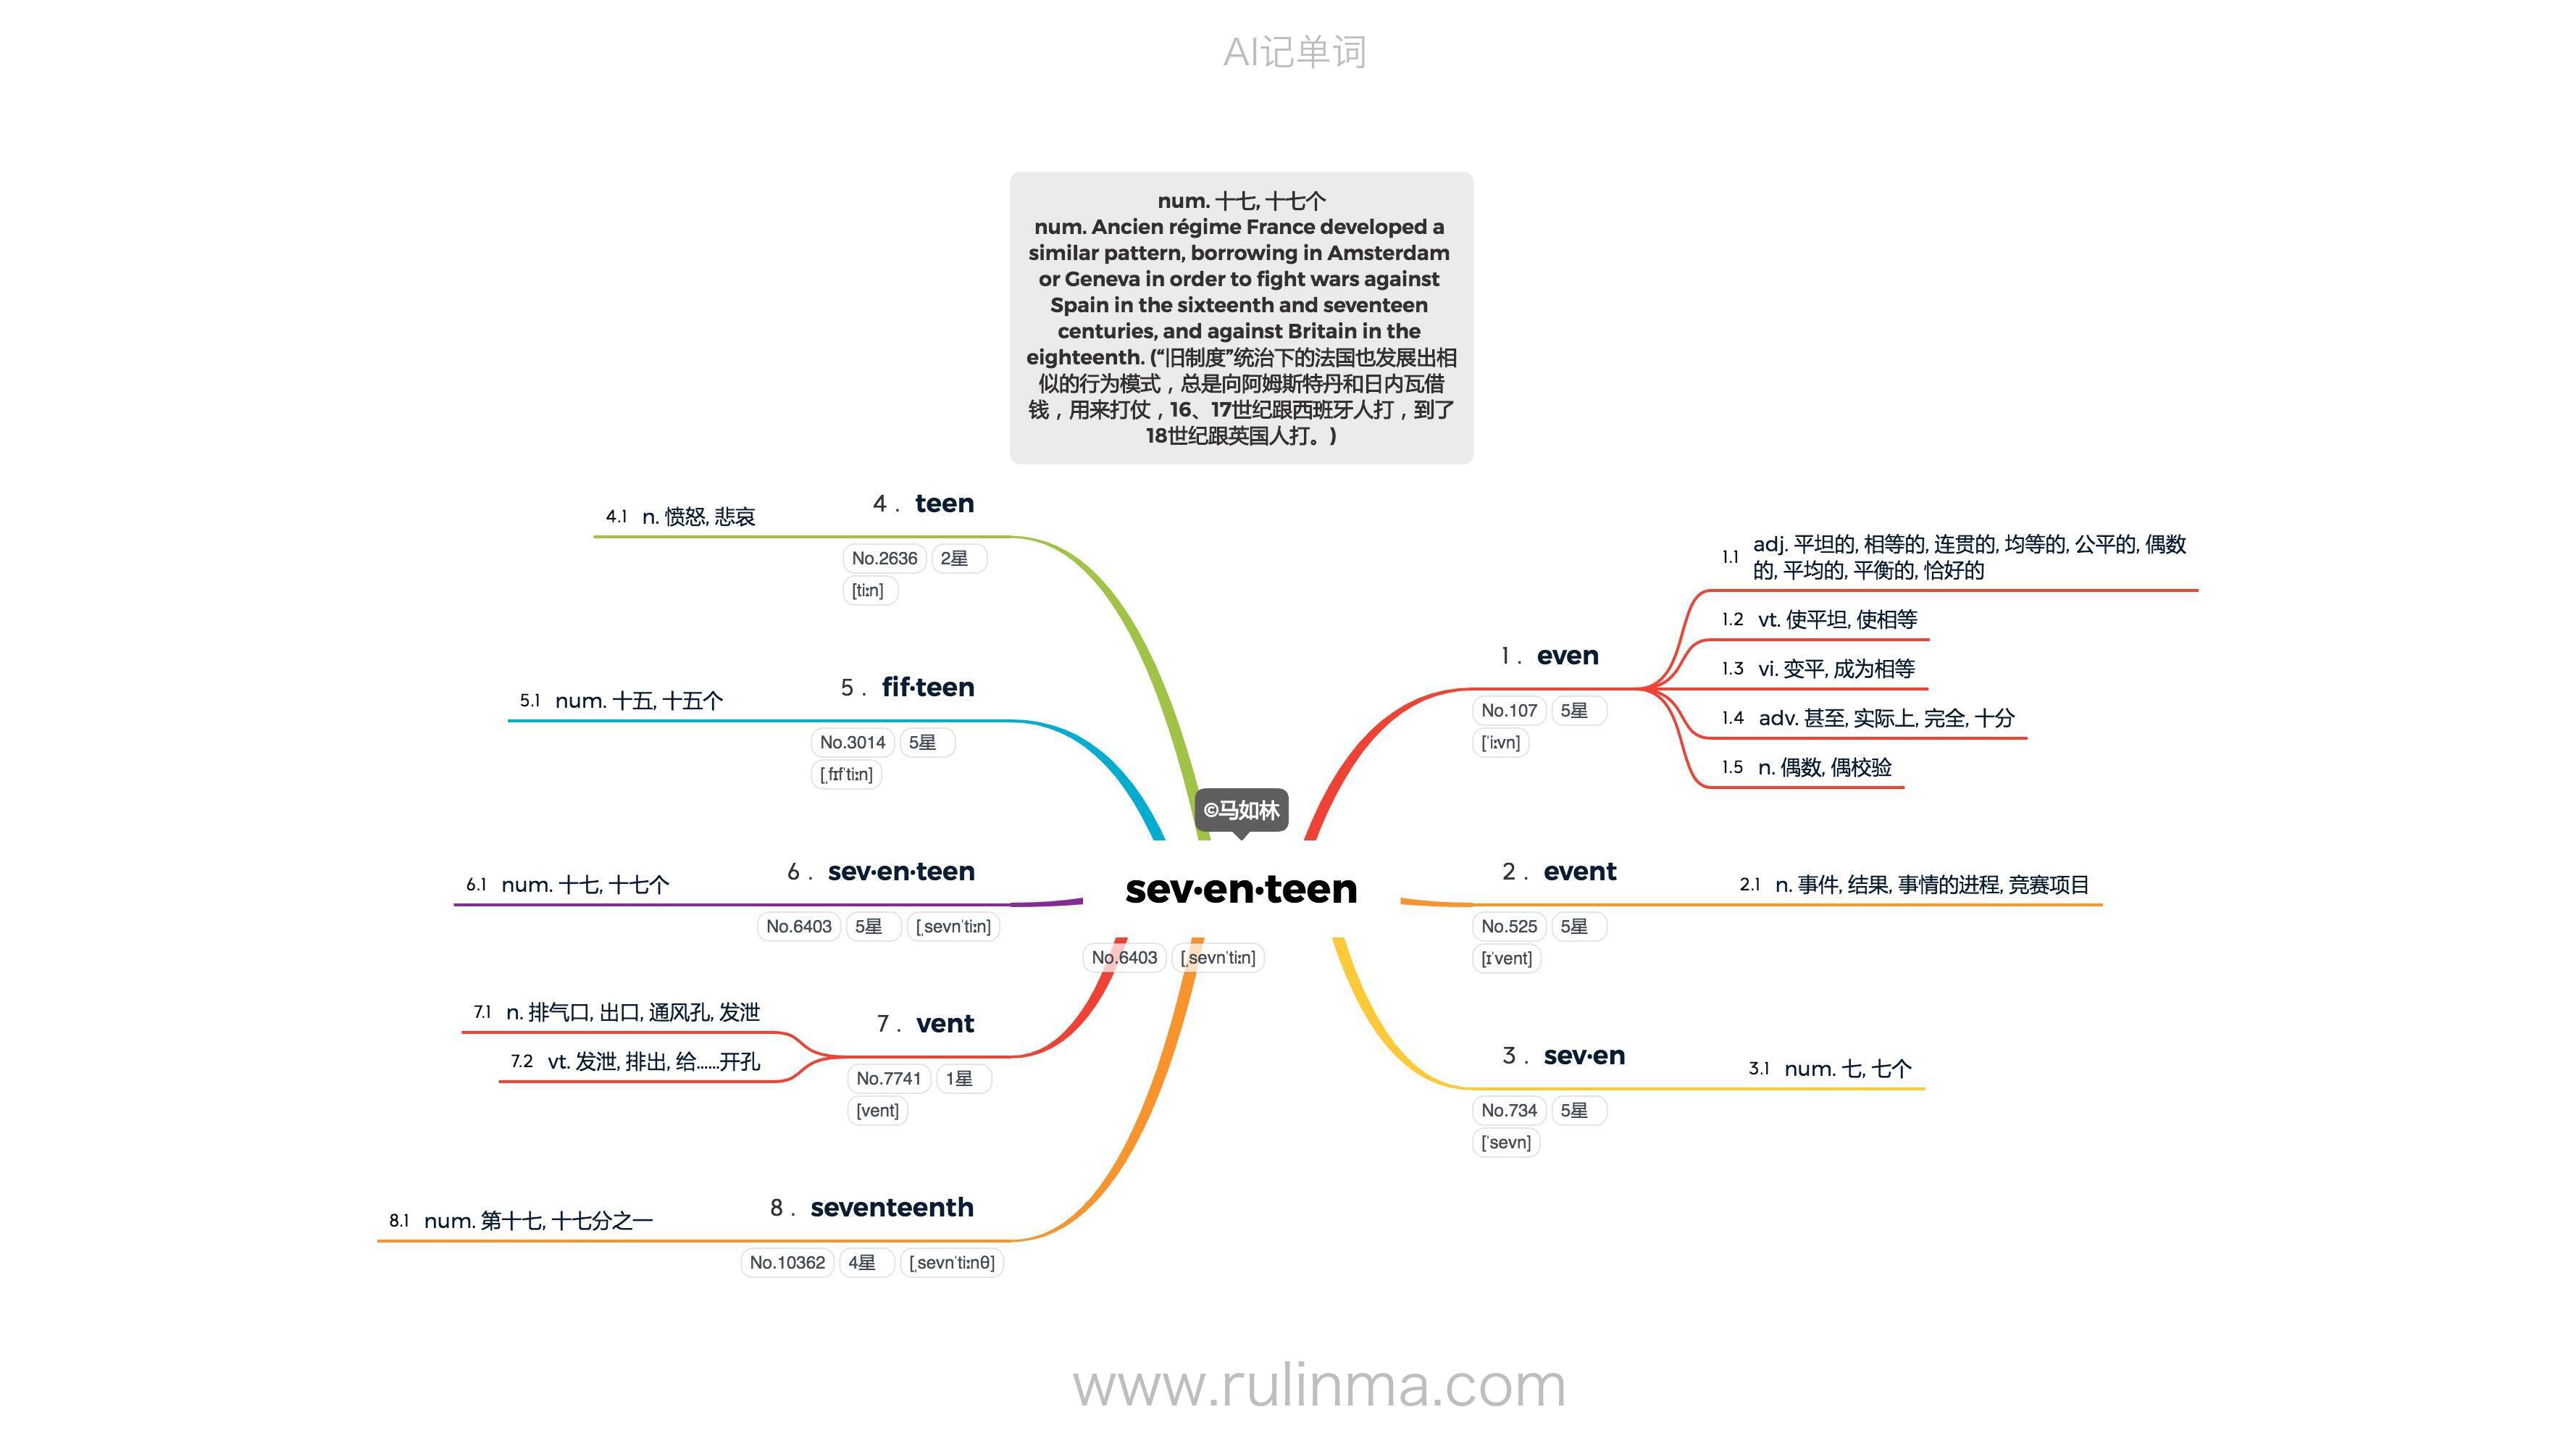 AI记单词
num. 十七, 十七个
num. Ancien régime France developed a
similar pattern, borrowing in Amsterdam
or Geneva in order to fight wars against
Spain in the sixteenth and seventeen
centuries, and against Britain in the
eighteenth. (“旧制度”统治下的法国也发展出相
似的行为模式，总是向阿姆斯特丹和日内瓦借
钱，用来打仗，16、17世纪跟西班牙人打，到了
18世纪跟英国人打。)
©马如林
sev·en·teen
No.6403 [ˌsevnˈtiːn]
1 . even
No.107 5星
[ˈiːvn]
1.1 adj. 平坦的, 相等的, 连贯的, 均等的, 公平的, 偶数
的, 平均的, 平衡的, 恰好的
1.2 vt. 使平坦, 使相等
1.3 vi. 变平, 成为相等
1.4 adv. 甚至, 实际上, 完全, 十分
1.5 n. 偶数, 偶校验
2 . event
No.525 5星
[ɪˈvent]
2.1 n. 事件, 结果, 事情的进程, 竞赛项目
3 . sev·en
No.734 5星
[ˈsevn]
3.1 num. 七, 七个
4 . teen
No.2636 2星
[tiːn]
4.1 n. 愤怒, 悲哀
5 . fif·teen
No.3014 5星
[ˌfɪfˈtiːn]
5.1 num. 十五, 十五个
6 . sev·en·teen
No.6403 5星 [ˌsevnˈtiːn]
6.1 num. 十七, 十七个
7 . vent
No.7741 1星
[vent]
7.1 n. 排气口, 出口, 通风孔, 发泄
7.2 vt. 发泄, 排出, 给……开孔
8 . seventeenth
No.10362 4星 [ˌsevnˈtiːnθ]
8.1 num. 第十七, 十七分之一
www.rulinma.com